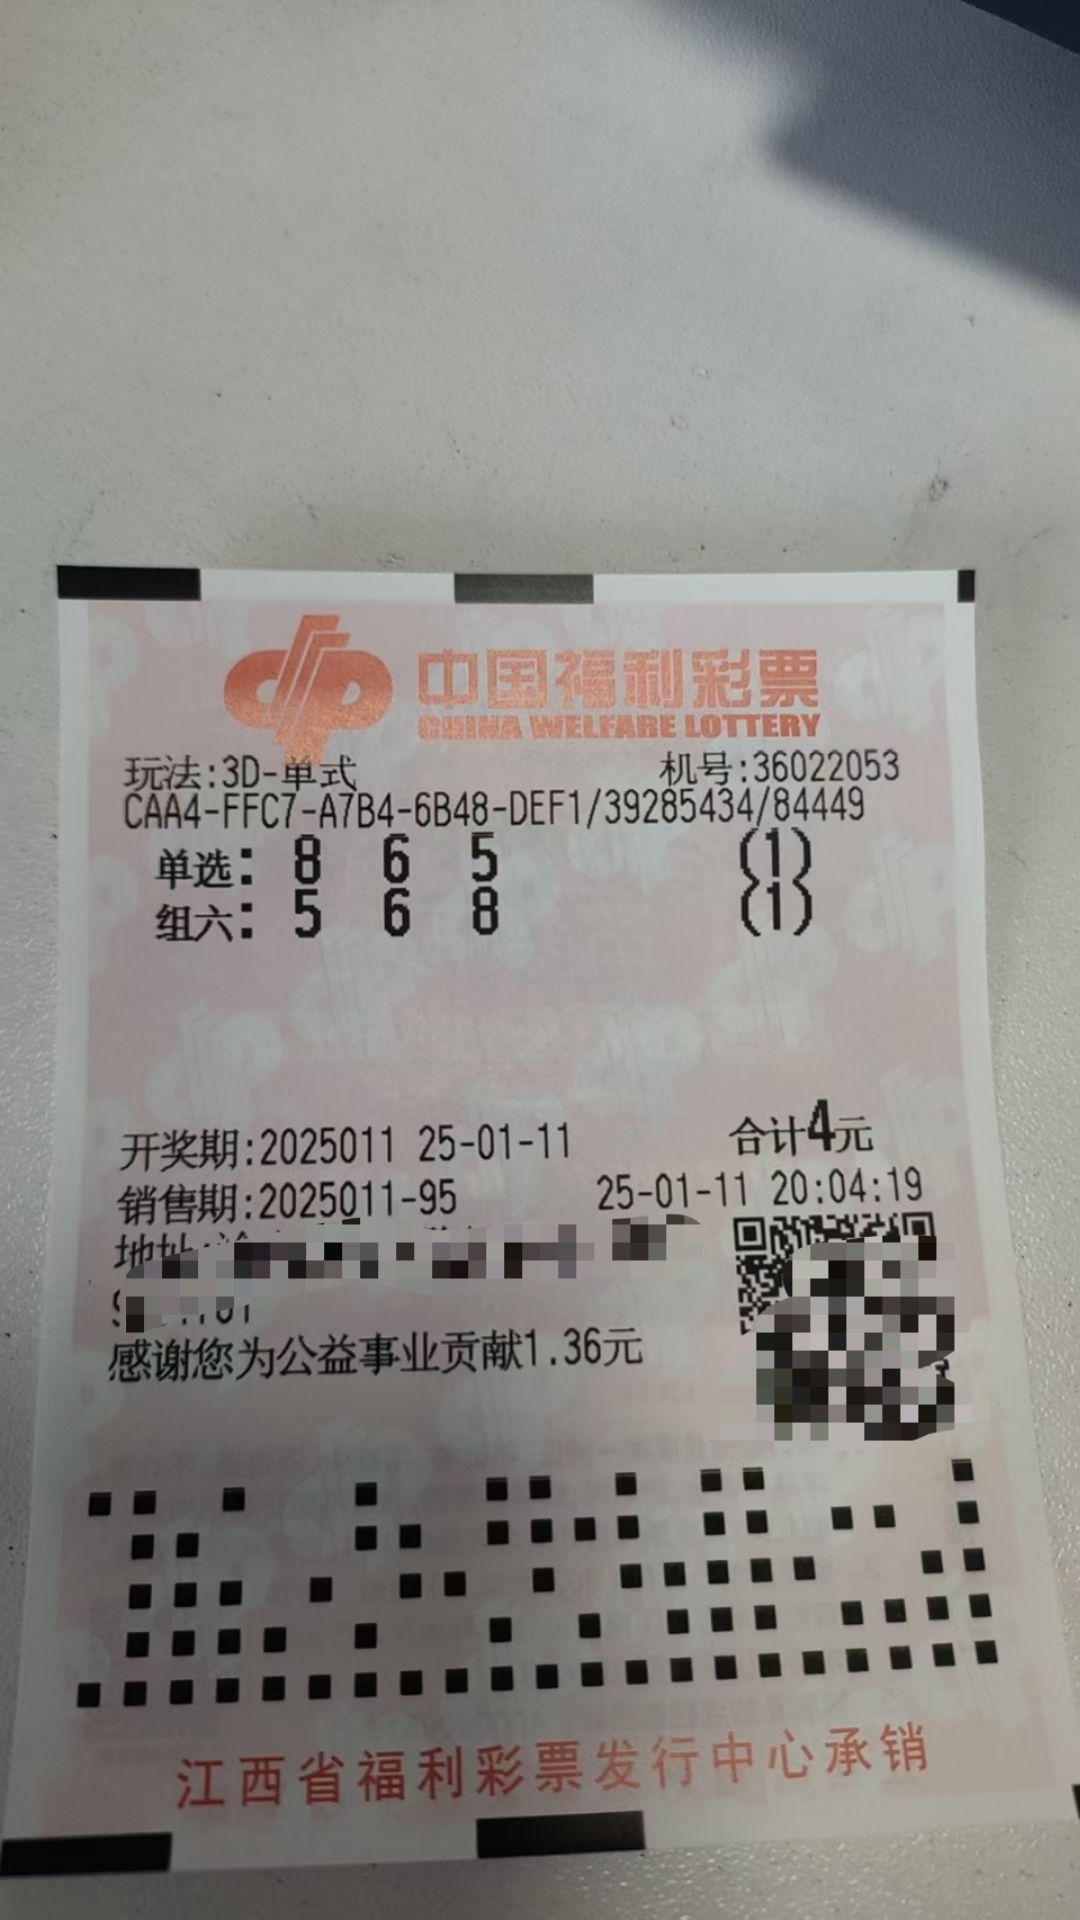 中国福利彩票
CHINA WELFARE LOTTERY
玩法:3D-单式 机号:36022053
CAA4-FFC7-A7B4-6B48-DEF1/39285434/84449
单选: 8 6 5 (1)
组六: 5 6 8 (1)
开奖期:2025011 25-01-11 合计4元
销售期:2025011-95 25-01-11 20:04:19
地址:
感谢您为公益事业贡献1.36元
江西省福利彩票发行中心承销